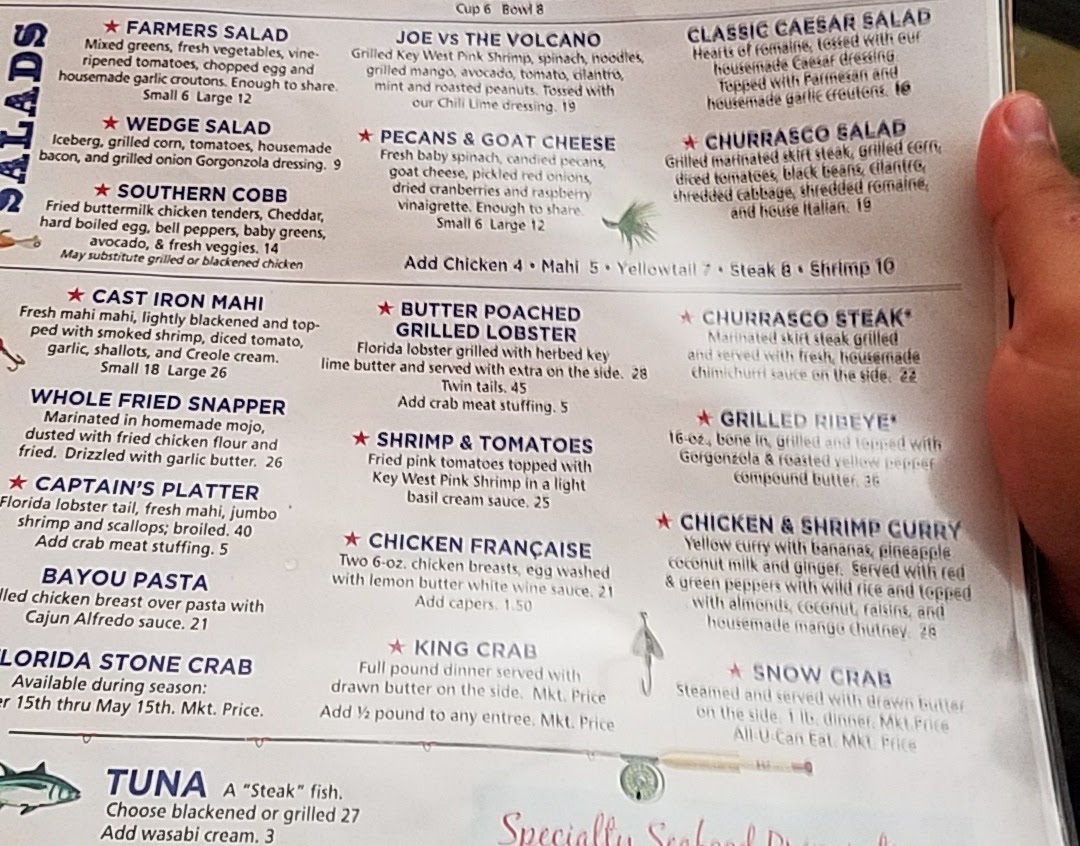 Cup 6 Bowl 8
SALADS
★ FARMERS SALAD
Mixed greens, fresh vegetables, vine-
ripened tomatoes, chopped egg and
housemade garlic croutons. Enough to share.
Small 6 Large 12
★ WEDGE SALAD
Iceberg, grilled corn, tomatoes, housemade
bacon, and grilled onion Gorgonzola dressing. 9
★ SOUTHERN COBB
Fried buttermilk chicken tenders, Cheddar,
hard boiled egg, bell peppers, baby greens,
avocado, & fresh veggies. 14
May substitute grilled or blackened chicken
JOE VS THE VOLCANO
Grilled Key West Pink Shrimp, spinach, noodles,
grilled mango, avocado, tomato, cilantro,
mint and roasted peanuts. Tossed with
our Chili Lime dressing. 19
★ PECANS & GOAT CHEESE
Fresh baby spinach, candied pecans,
goat cheese, pickled red onions,
dried cranberries and raspberry
vinaigrette. Enough to share.
Small 6 Large 12
CLASSIC CAESAR SALAD
Hearts of romaine, tossed with our
housemade Caesar dressing
Topped with Parmesan and
housemade garlic croutons.
★ CHURRASCO SALAD
Grilled marinated skirt steak, grilled corn,
diced tomatoes, black beans, cilantro,
shredded cabbage, shredded romaine,
and house Italian. 19
Add Chicken 4 • Mahi 5 • Yellowtail 7 • Steak 8 • Shrimp 10
★ CAST IRON MAHI
Fresh mahi mahi, lightly blackened and top-
ped with smoked shrimp, diced tomato,
garlic, shallots, and Creole cream.
Small 18 Large 26
WHOLE FRIED SNAPPER
Marinated in homemade mojo,
dusted with fried chicken flour and
fried. Drizzled with garlic butter. 26
★ CAPTAIN'S PLATTER
Florida lobster tail, fresh mahi, jumbo
shrimp and scallops; broiled. 40
Add crab meat stuffing. 5
BAYOU PASTA
lled chicken breast over pasta with
Cajun Alfredo sauce. 21
LORIDA STONE CRAB
Available during season:
er 15th thru May 15th. Mkt. Price.
★ BUTTER POACHED
GRILLED LOBSTER
Florida lobster grilled with herbed key
lime butter and served with extra on the side. 28
Twin tails. 45
Add crab meat stuffing. 5
★ SHRIMP & TOMATOES
Fried pink tomatoes topped with
Key West Pink Shrimp in a light
basil cream sauce. 25
★ CHICKEN FRANÇAISE
Two 6-oz. chicken breasts, egg washed
with lemon butter white wine sauce. 21
Add capers. 1.50
★ KING CRAB
Full pound dinner served with
drawn butter on the side. Mkt. Price
Add ½ pound to any entree. Mkt. Price
★ CHURRASCO STEAK*
Marinated skirt steak grilled
and served with fresh, housemade
chimichurri sauce on the side. 22
★ GRILLED RIBEYE*
16-oz., bone in, grilled and topped with
Gorgonzola & roasted yellow pepper
compound butter. 36
★ CHICKEN & SHRIMP CURRY
Yellow curry with bananas, pineapple
coconut milk and ginger. Served with red
& green peppers with wild rice and topped
with almonds, coconut, raisins, and
housemade mango chutney.
★ SNOW CRAB
Steamed and served with drawn butter
on the side. 1 lb. dinner. Mkt.Price
All-U-Can Eat. Mkt. Price
TUNA A "Steak" fish.
Choose blackened or grilled 27
Add wasabi cream. 3
Specialty Seafood